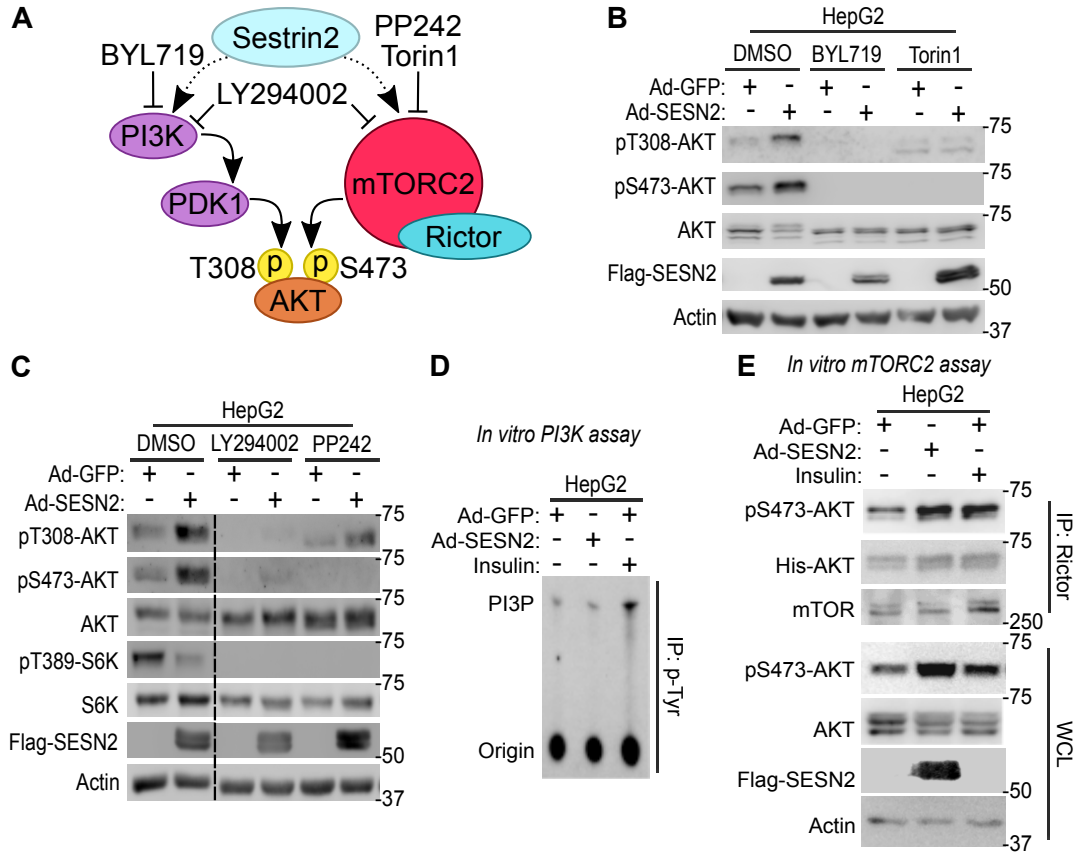 A
Sestrin2
PP242
Torin1
BYL719
LY294002
PI3K
mTORC2
PDK1
Rictor
T308 p p S473
AKT
B
HepG2
DMSO BYL719 Torin1
Ad-GFP: + - + - + -
Ad-SESN2: - + - + - +
-75
pT308-AKT
-75
pS473-AKT
-75
AKT
Flag-SESN2
-50
Actin
-37
C
HepG2
DMSO LY294002 PP242
Ad-GFP: + - + - + -
Ad-SESN2: - + - + - +
-75
pT308-AKT
-75
pS473-AKT
AKT
-75
pT389-S6K
S6K
Flag-SESN2
-50
Actin
-37
D
In vitro PI3K assay
HepG2
Ad-GFP: + - +
Ad-SESN2: - + -
Insulin: - - +
PI3P
IP: p-Tyr
Origin
E
In vitro mTORC2 assay
HepG2
Ad-GFP: + - +
Ad-SESN2: - + -
Insulin: - - +
-75
pS473-AKT
-75
His-AKT
mTOR
-250
IP: Rictor
-75
pS473-AKT
-75
AKT
Flag-SESN2
-50
Actin
-37
WCL